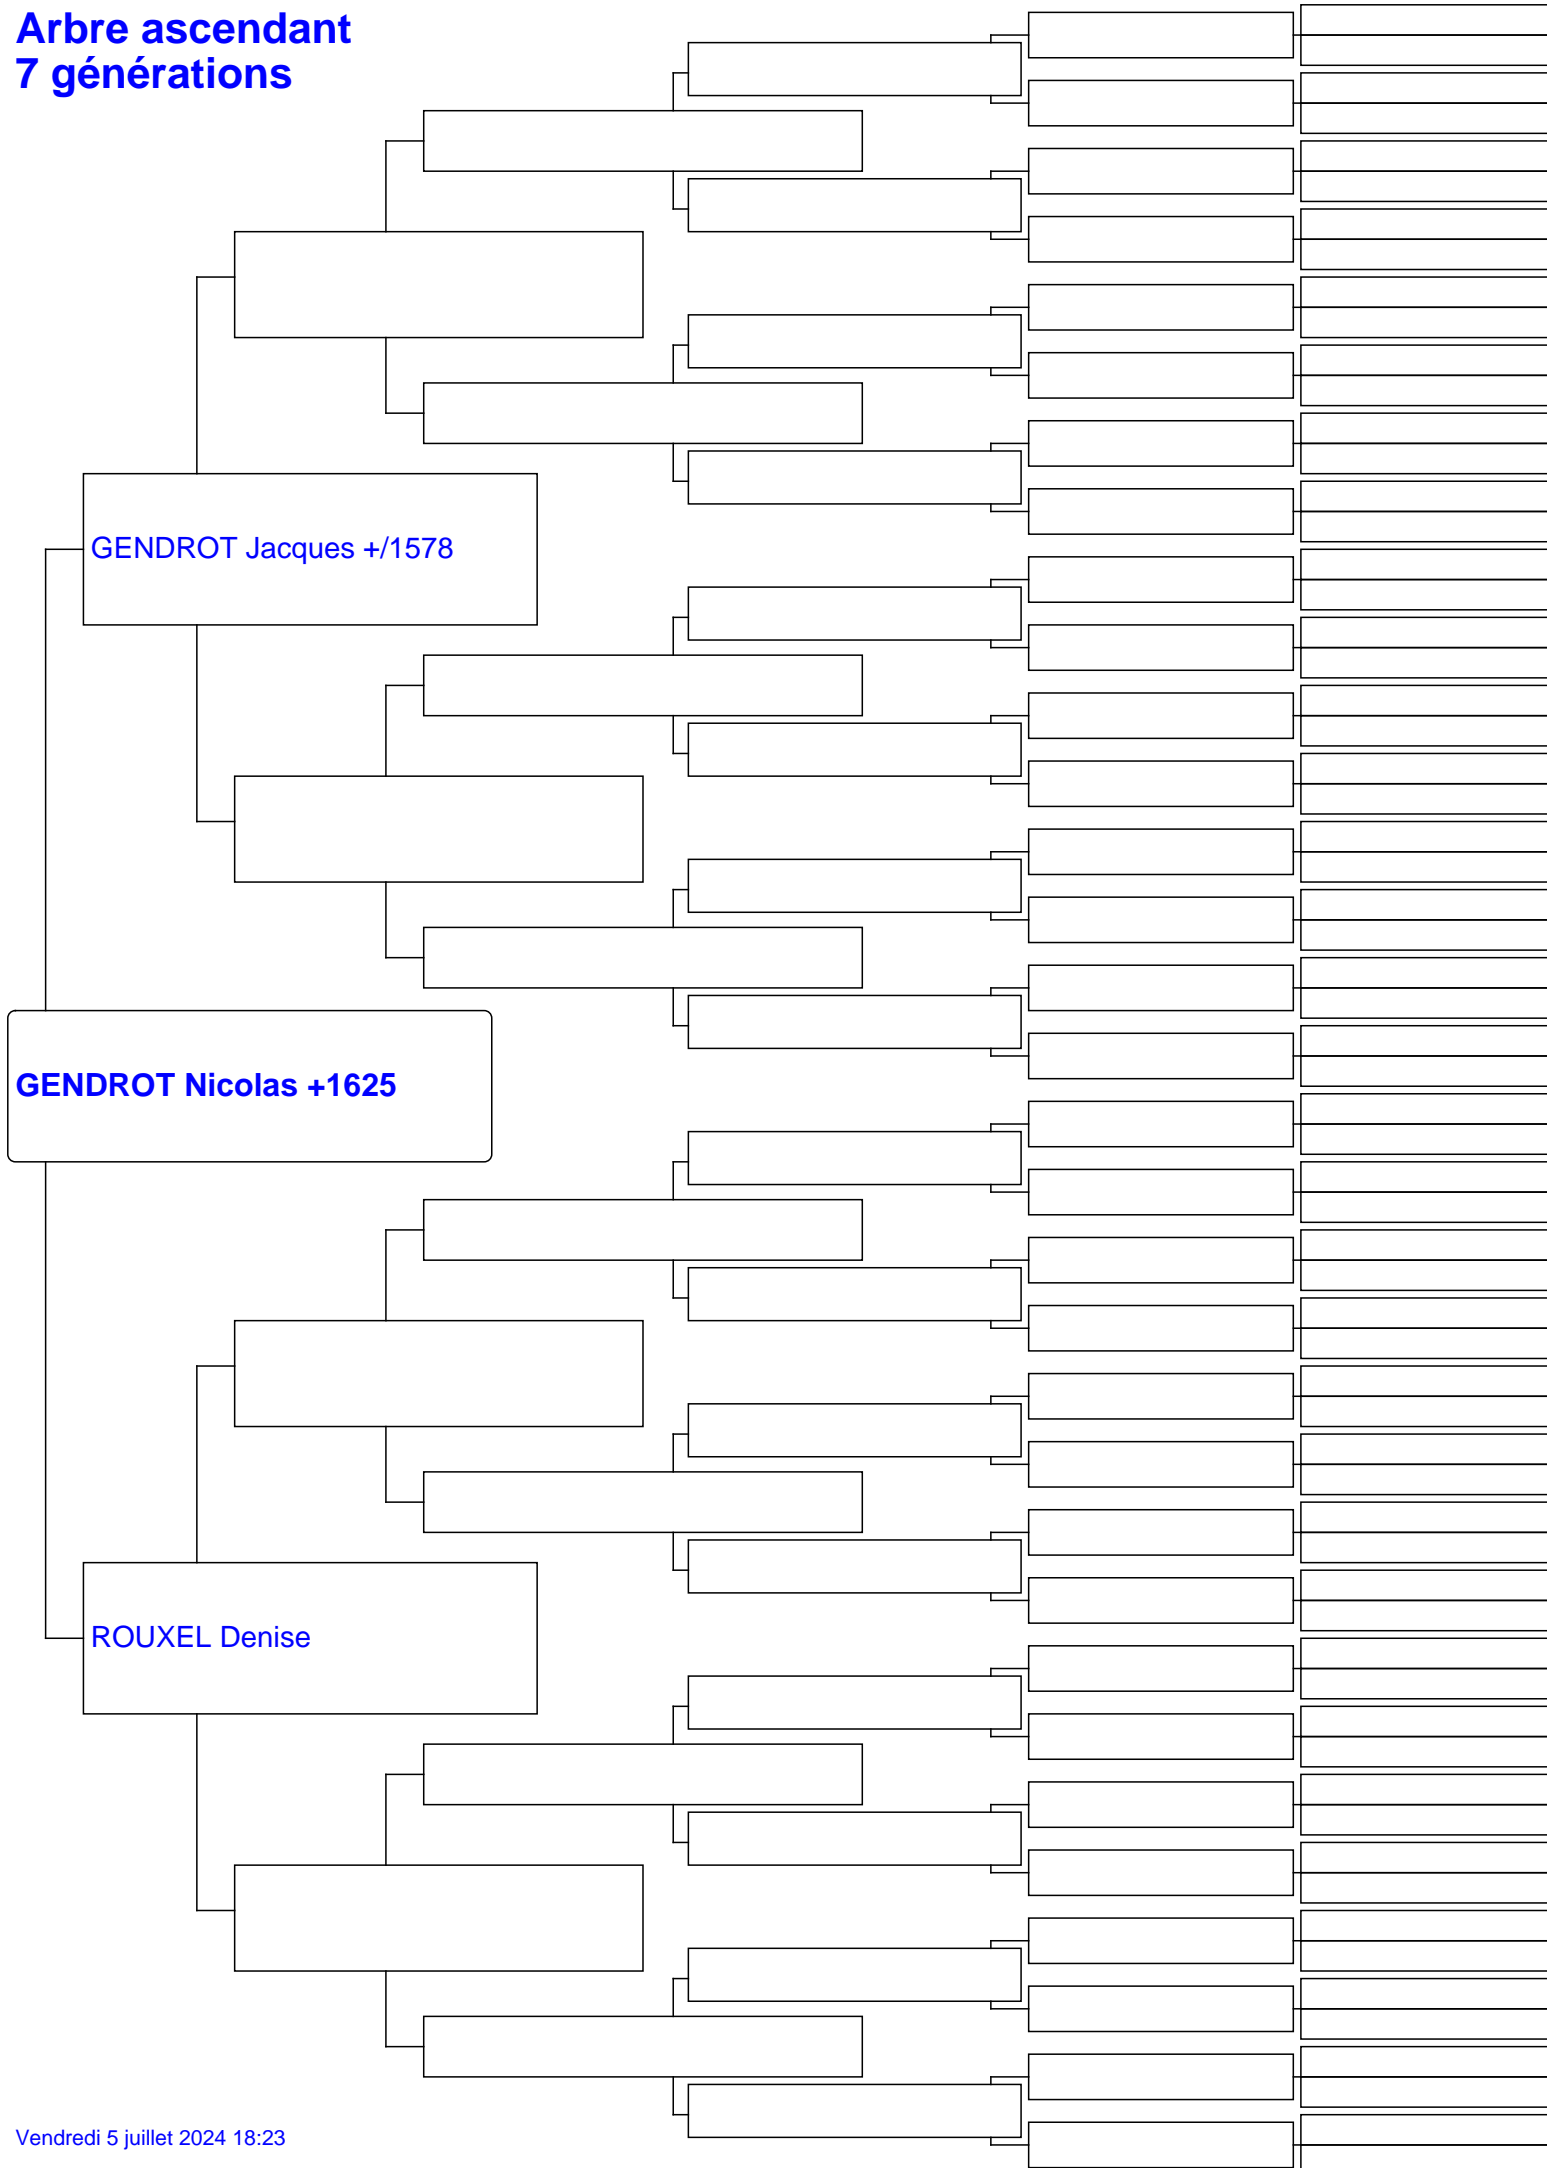 Arbre ascendant
7 générations
GENDROT Jacques +/1578
GENDROT Nicolas +1625
ROUXEL Denise
Vendredi 5 juillet 2024 18:23